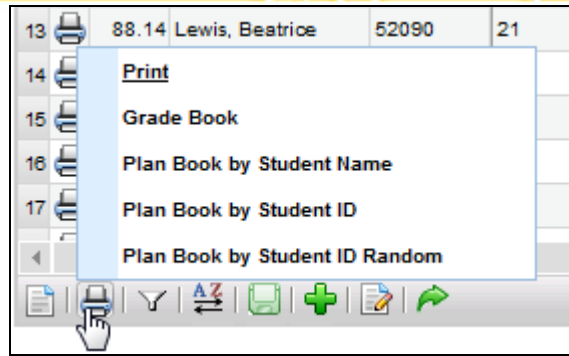 13 88.14 Lewis, Beatrice 52090 21
14 Print
15 Grade Book
16 Plan Book by Student Name
17 Plan Book by Student ID
Plan Book by Student ID Random
A Z